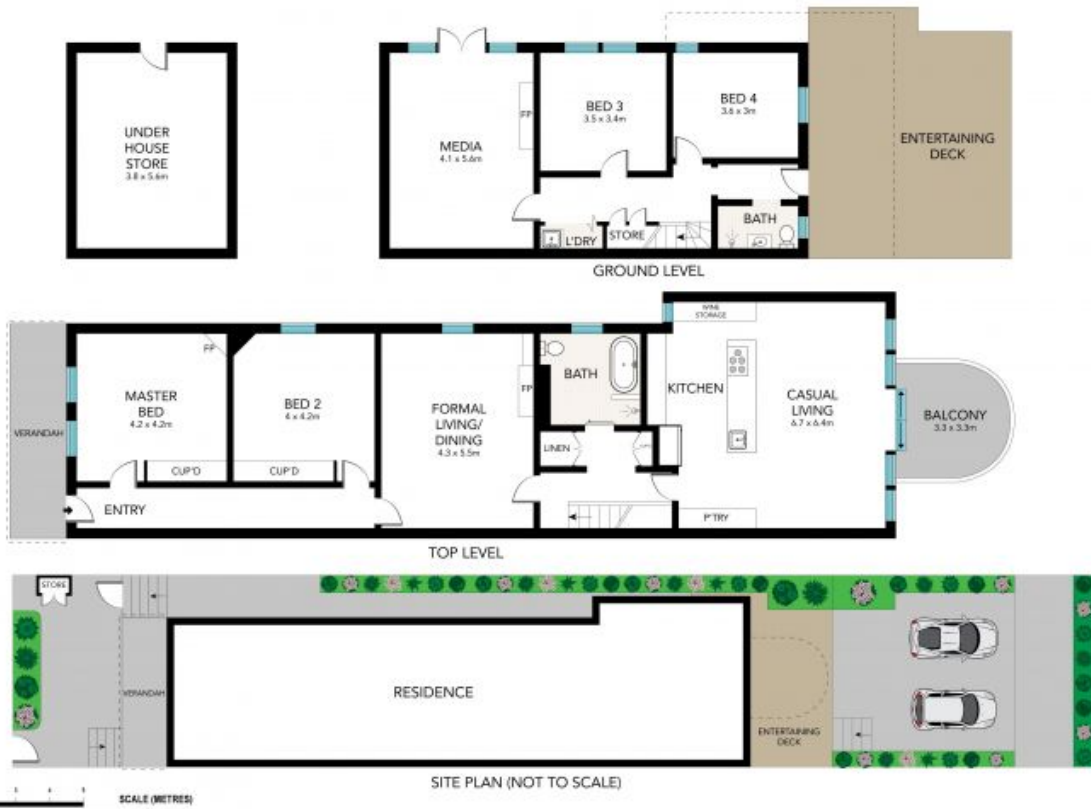 UNDER
HOUSE
STORE
3.8 x 5.6m
MEDIA
4.1 x 5.6m
FP
BED 3
3.5 x 3.4m
BED 4
3.6 x 3m
ENTERTAINING
DECK
L'DRY
STORE
BATH
GROUND LEVEL
VERANDAH
MASTER
BED
4.2 x 4.2m
FP
CUP'D
BED 2
4 x 4.2m
CUP'D
ENTRY
FORMAL
LIVING/
DINING
4.3 x 5.5m
FP
BATH
LINEN
WINE
STORAGE
KITCHEN
CASUAL
LIVING
6.7 x 6.4m
P'TRY
BALCONY
3.3 x 3.3m
TOP LEVEL
STORE
VERANDAH
RESIDENCE
ENTERTAINING
DECK
SITE PLAN (NOT TO SCALE)
SCALE (METRES)